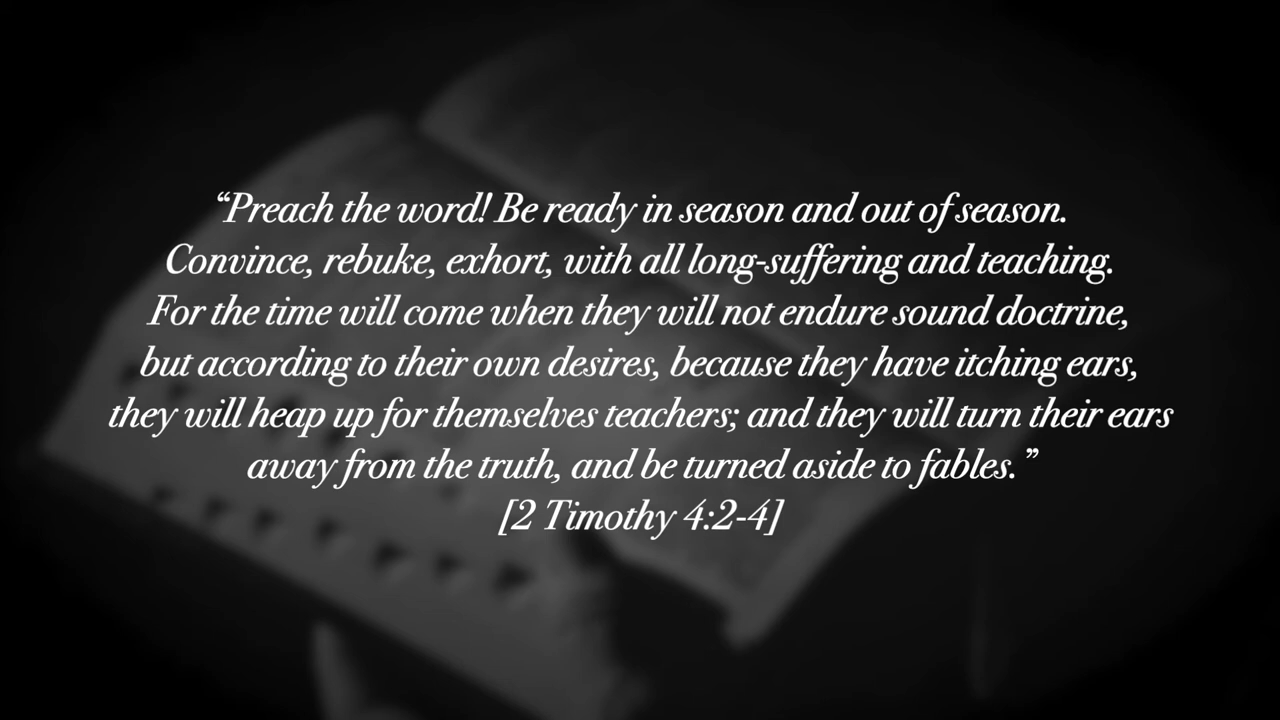 “Preach the word! Be ready in season and out of season.
Convince, rebuke, exhort, with all long-suffering and teaching.
For the time will come when they will not endure sound doctrine,
but according to their own desires, because they have itching ears,
they will heap up for themselves teachers; and they will turn their ears
away from the truth, and be turned aside to fables.”
[2 Timothy 4:2-4]